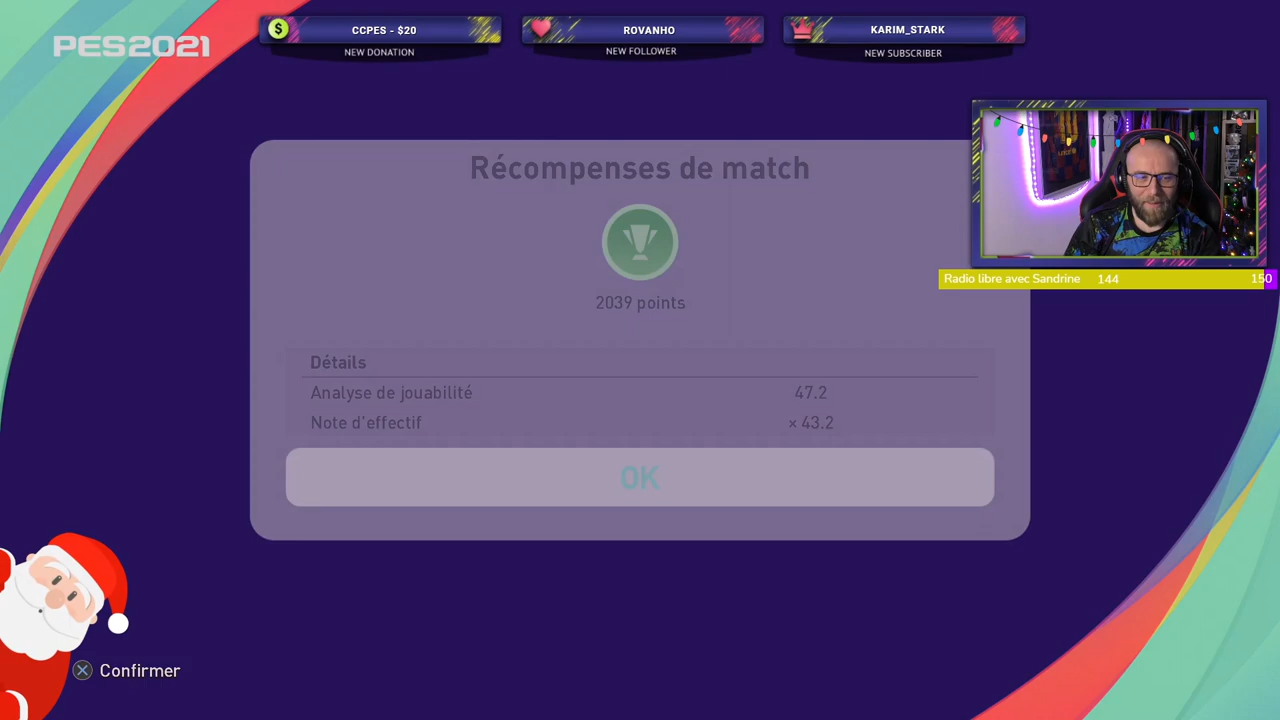 PES2021
$
CCPES - $20
NEW DONATION
ROVANHO
NEW FOLLOWER
KARIM_STARK
NEW SUBSCRIBER
Récompenses de match
2039 points
Radio libre avec Sandrine 144 150
Détails
Analyse de jouabilité 47.2
Note d'effectif × 43.2
OK
Confirmer